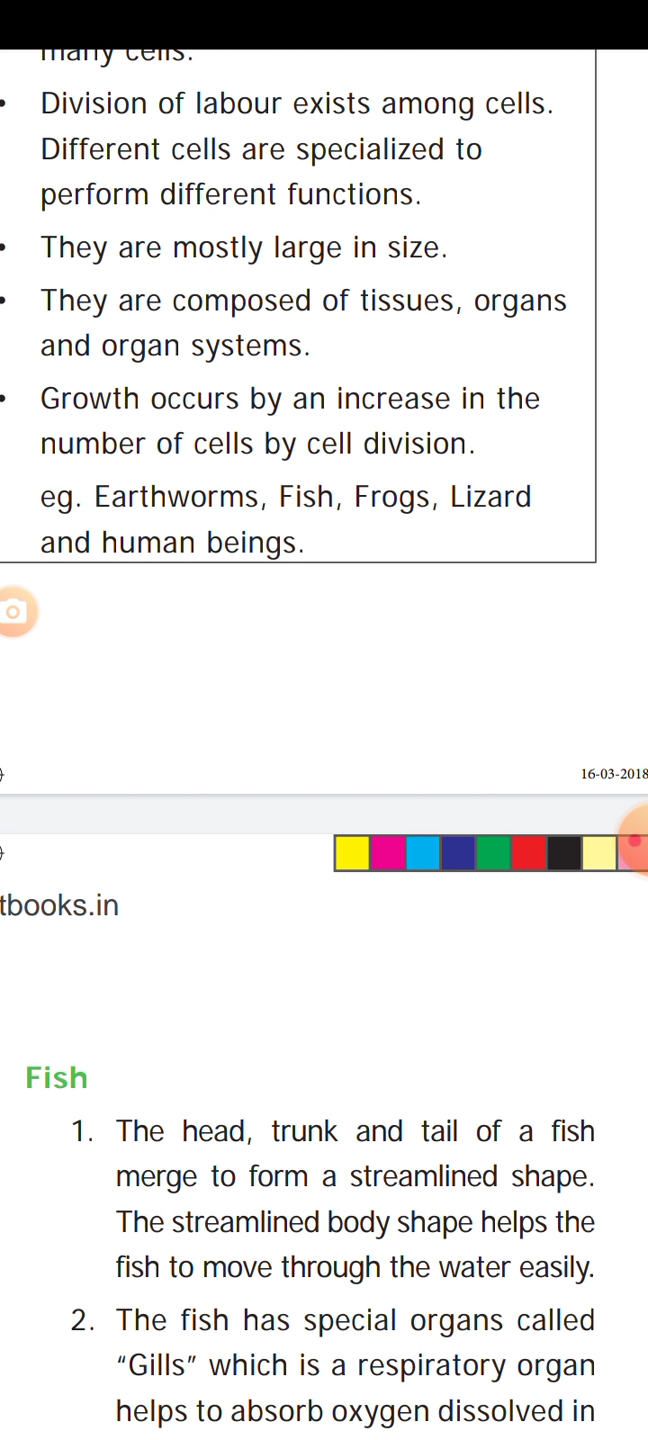 many cells.
• Division of labour exists among cells.
Different cells are specialized to
perform different functions.
• They are mostly large in size.
• They are composed of tissues, organs
and organ systems.
• Growth occurs by an increase in the
number of cells by cell division.
eg. Earthworms, Fish, Frogs, Lizard
and human beings.
16-03-2018
tbooks.in
Fish
1. The head, trunk and tail of a fish
merge to form a streamlined shape.
The streamlined body shape helps the
fish to move through the water easily.
2. The fish has special organs called
“Gills” which is a respiratory organ
helps to absorb oxygen dissolved in